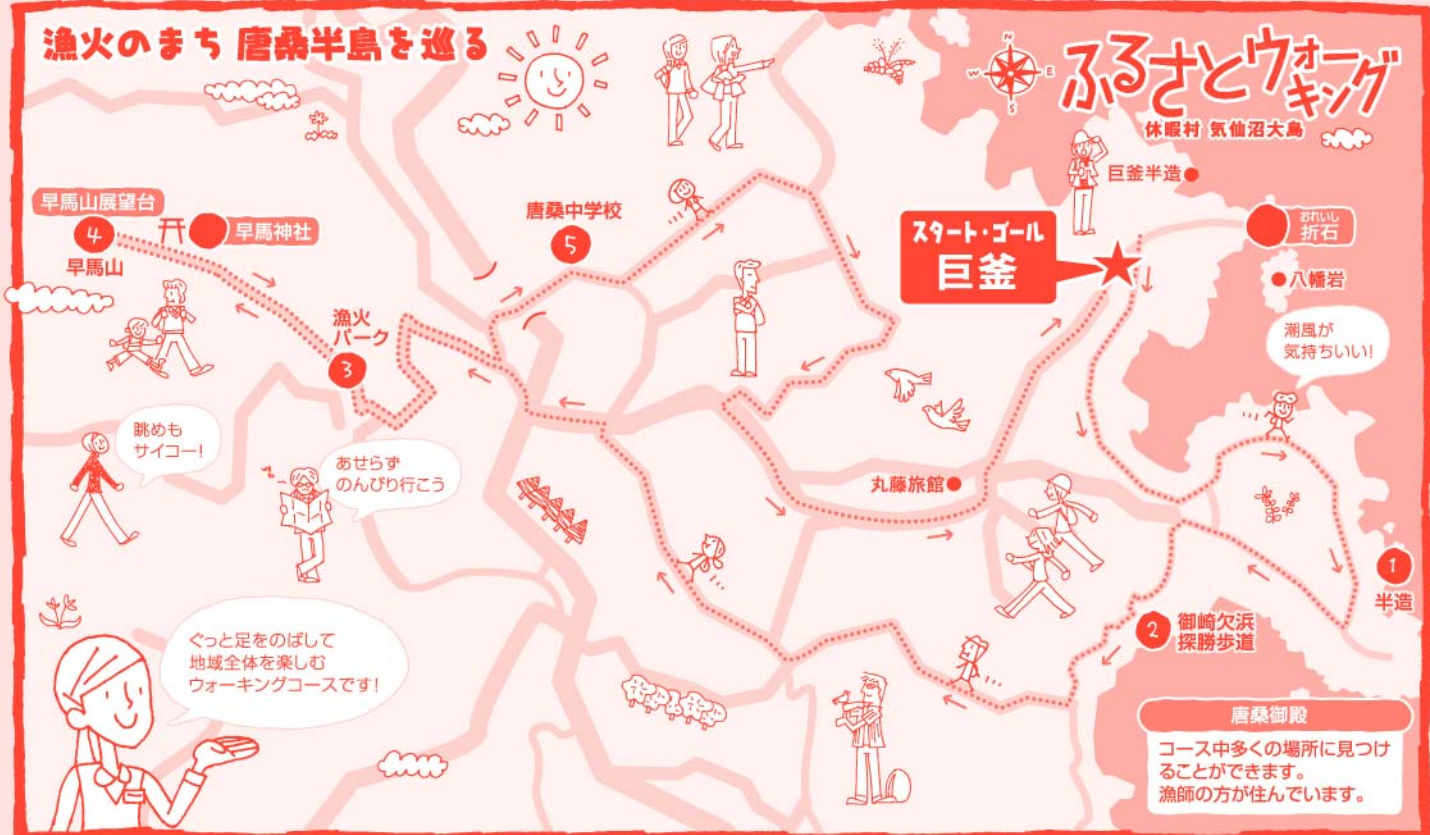 漁火のまち 唐桑半島を巡る
N
W
E
S
ふるさとウォーキング
休暇村 気仙沼大島
巨釜半造
おれいし
折石
八幡岩
スタート・ゴール
巨釜
潮風が
気持ちいい!
早馬山展望台
4
早馬山
早馬神社
唐桑中学校
5
漁火
パーク
3
眺めも
サイコー!
あせらず
のんびり行こう
丸藤旅館
1
半造
2
御崎欠浜
探勝歩道
ぐっと足をのばして
地域全体を楽しむ
ウォーキングコースです!
唐桑御殿
コース中多くの場所に見つけ
ることができます。
漁師の方が住んでいます。